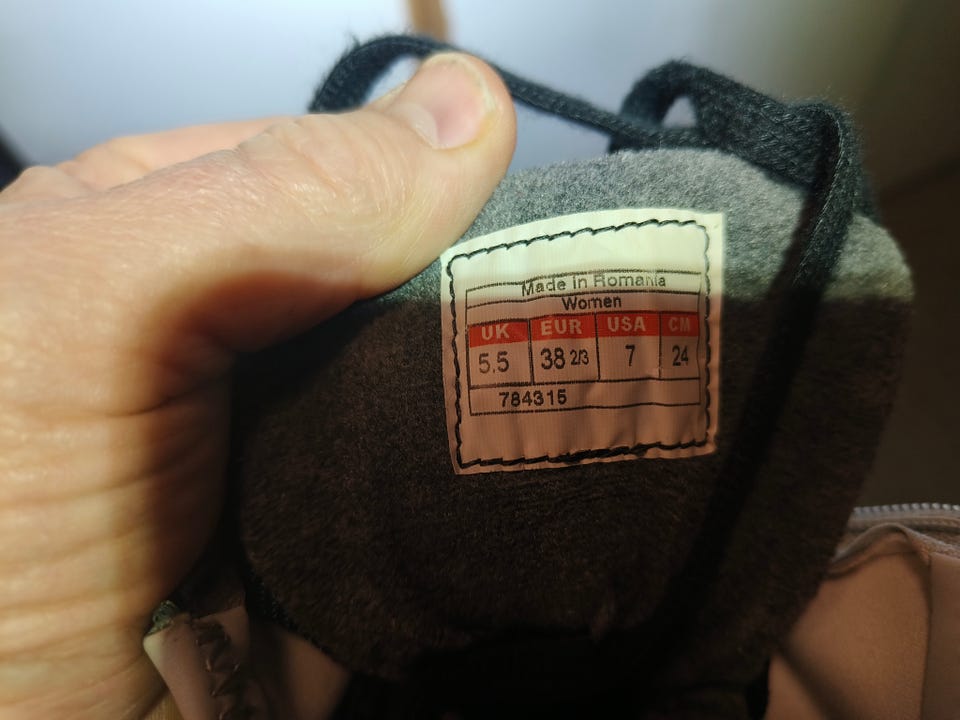 Made in Romania
Women
UK EUR USA CM
5.5 38 2/3 7 24
784315